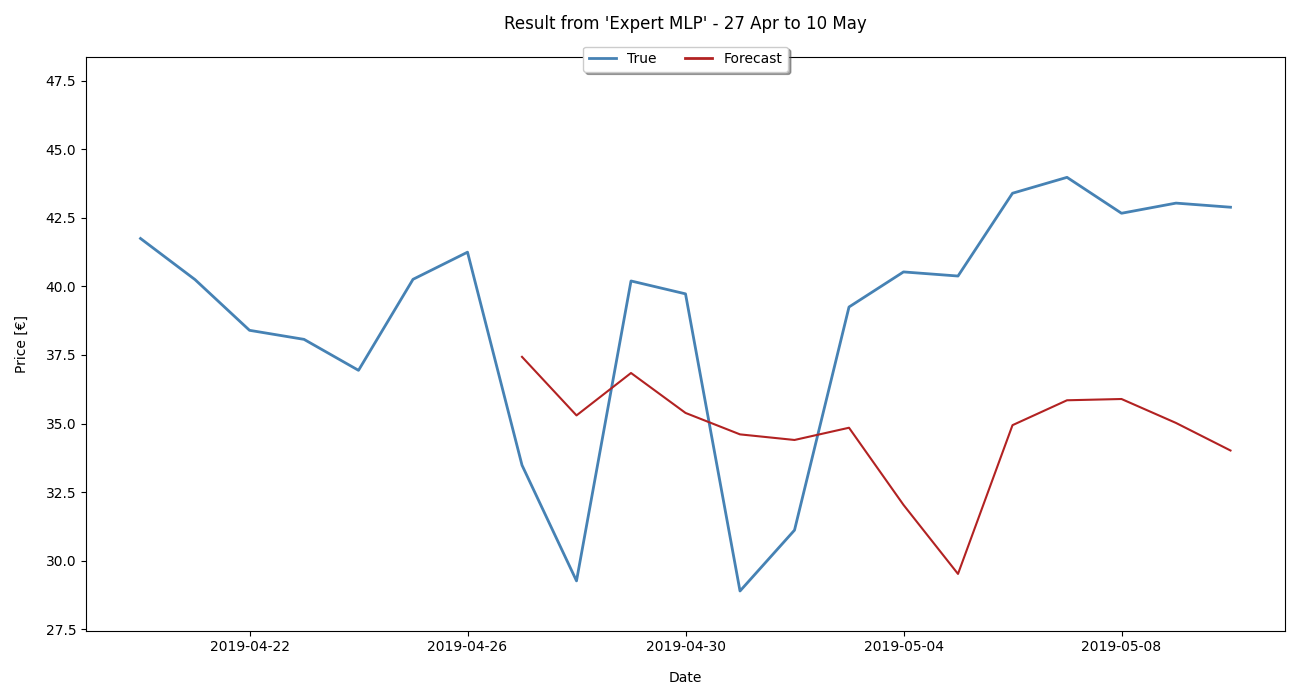 Result from 'Expert MLP' - 27 Apr to 10 May
True Forecast
Price [€]
47.5
45.0
42.5
40.0
37.5
35.0
32.5
30.0
27.5
2019-04-22 2019-04-26 2019-04-30 2019-05-04 2019-05-08
Date